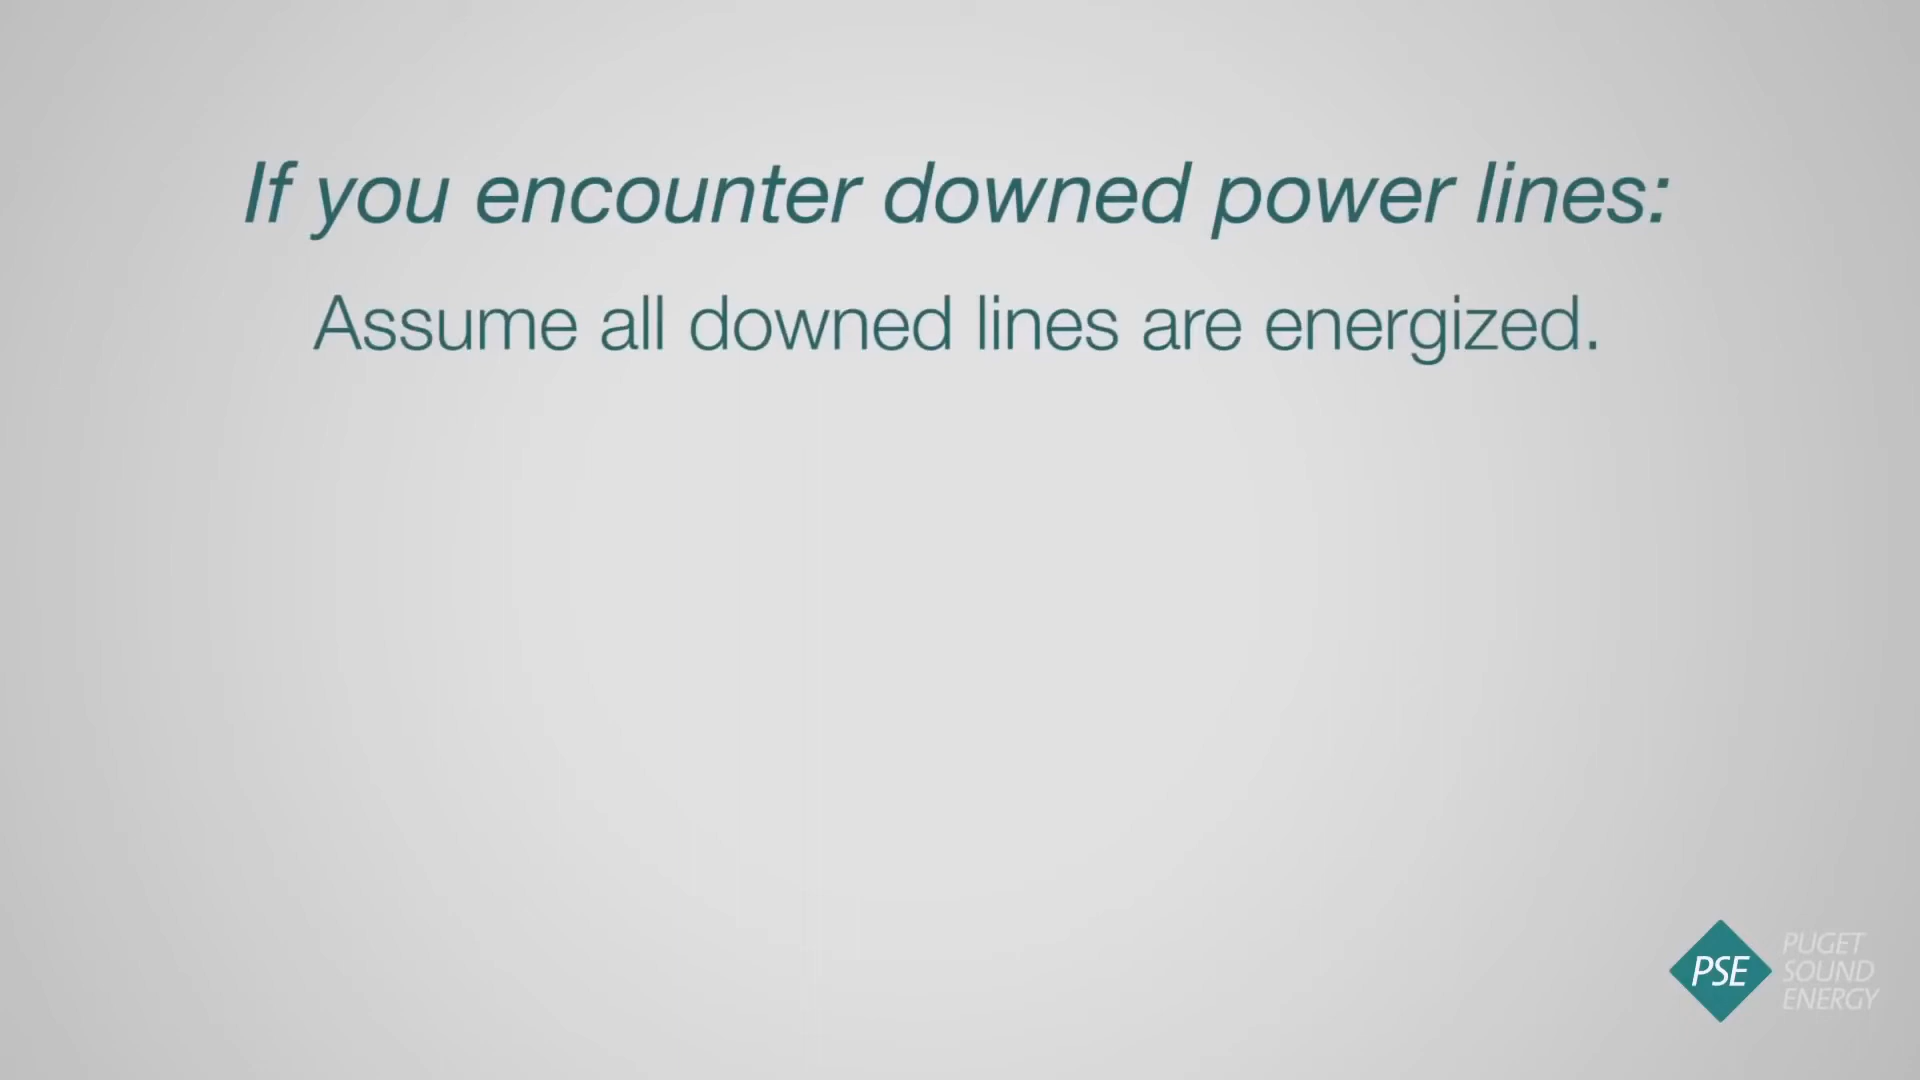 If you encounter downed power lines:
Assume all downed lines are energized.
PSE
PUGET
SOUND
ENERGY